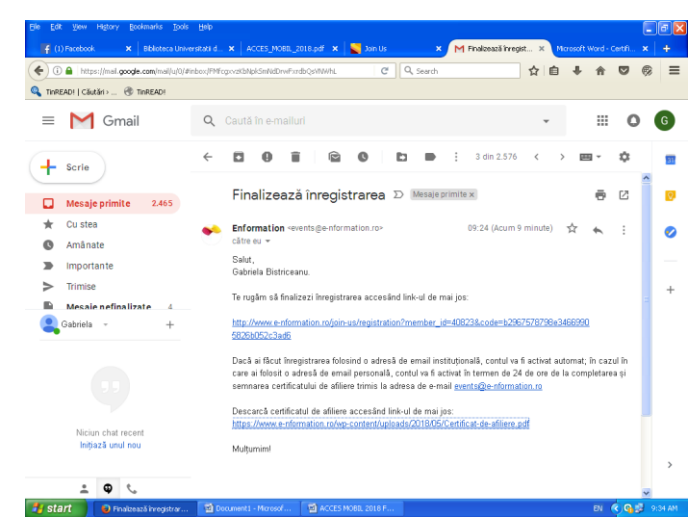 File Edit View History Bookmarks Tools Help
(1) Facebook
Biblioteca Universitatii d...
ACCES_MOBIL_2018.pdf
Join Us
Finalizează înregist...
Microsoft Word - Certifi...
Search
TinREAD! | Căutări › ...
TinREAD!
Gmail
Caută în e-mailuri
G
Scrie
3 din 2.576
Mesaje primite 2.465
Cu stea
Amânate
Importante
Trimise
Mesaje nefinalizate 4
Gabriela
Niciun chat recent
Inițiază unul nou
Finalizează înregistrarea
Mesaje primite x
Enformation <events@e-nformation.ro>
09:24 (Acum 9 minute)
către eu
Salut,
Gabriela Bistriceanu.
Te rugăm să finalizezi înregistrarea accesând link-ul de mai jos:
http://www.e-nformation.ro/join-us/registration?member_id=40823&code=b2967578798e3466990
5826b052c3ad6
Dacă ai făcut înregistrarea folosind o adresă de email instituțională, contul va fi activat automat; în cazul în
care ai folosit o adresă de email personală, contul va fi activat în termen de 24 de ore de la completarea și
semnarea certificatului de afiliere trimis la adresa de e-mail events@e-nformation.ro
Descarcă certificatul de afiliere accesând link-ul de mai jos:
https://www.e-nformation.ro/wp-content/uploads/2018/05/Certificat-de-afiliere.pdf
Mulțumim!
start
Finalizează înregistrar...
Document1 - Microsof...
ACCES MOBIL 2018 F...
EN
9:34 AM